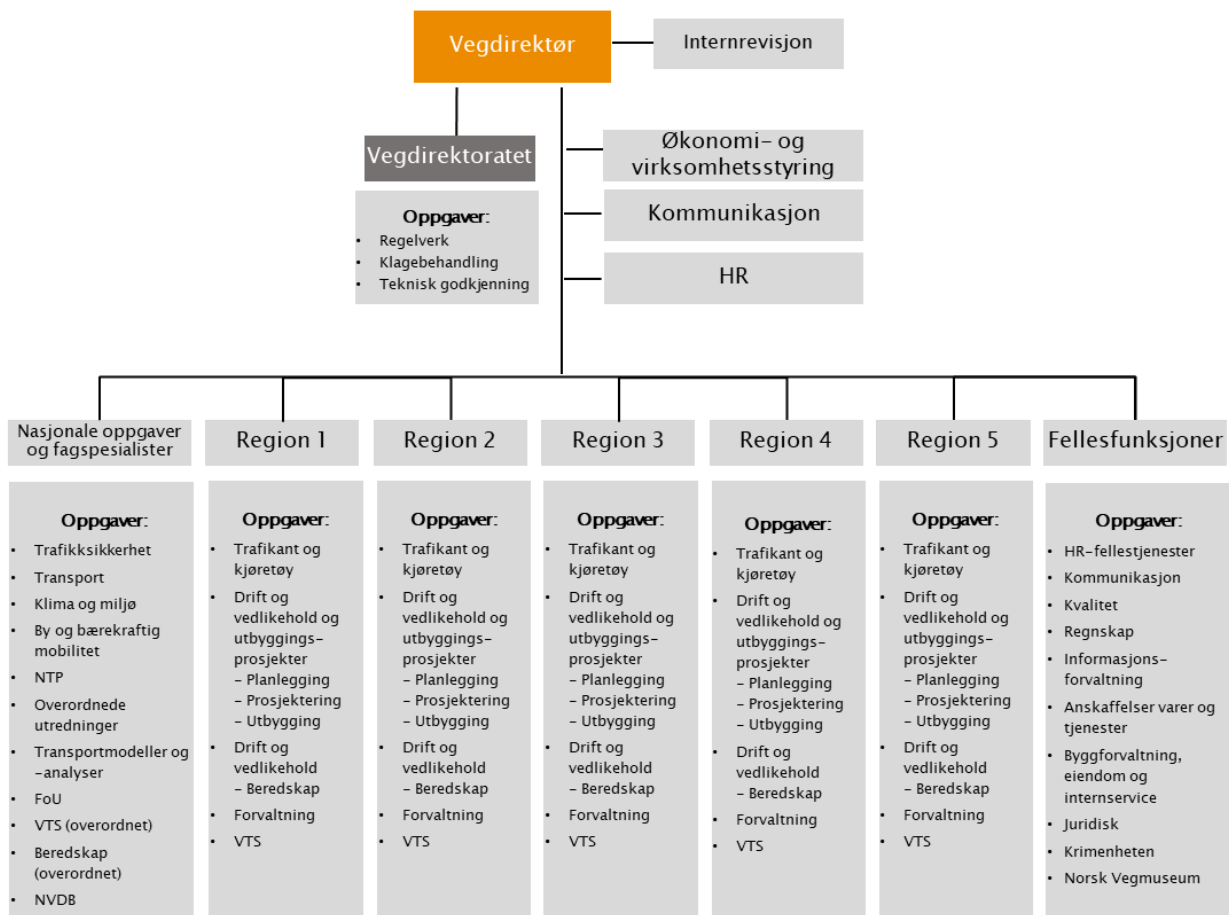 Vegdirektør
Internrevisjon
Vegdirektoratet
Oppgaver:
• Regelverk
• Klagebehandling
• Teknisk godkjenning
Økonomi- og
virksomhetsstyring
Kommunikasjon
HR
Nasjonale oppgaver
og fagspesialister
Oppgaver:
• Trafikksikkerhet
• Transport
• Klima og miljø
• By og bærekraftig
mobilitet
• NTP
• Overordnede
utredninger
• Transportmodeller og
-analyser
• FoU
• VTS (overordnet)
• Beredskap
(overordnet)
• NVDB
Region 1
Oppgaver:
• Trafikant og
kjøretøy
• Drift og
vedlikehold og
utbyggings-
prosjekter
- Planlegging
- Prosjektering
- Utbygging
• Drift og
vedlikehold
- Beredskap
• Forvaltning
• VTS
Region 2
Oppgaver:
• Trafikant og
kjøretøy
• Drift og
vedlikehold og
utbyggings-
prosjekter
- Planlegging
- Prosjektering
- Utbygging
• Drift og
vedlikehold
- Beredskap
• Forvaltning
• VTS
Region 3
Oppgaver:
• Trafikant og
kjøretøy
• Drift og
vedlikehold og
utbyggings-
prosjekter
- Planlegging
- Prosjektering
- Utbygging
• Drift og
vedlikehold
- Beredskap
• Forvaltning
• VTS
Region 4
Oppgaver:
• Trafikant og
kjøretøy
• Drift og
vedlikehold og
utbyggings-
prosjekter
- Planlegging
- Prosjektering
- Utbygging
• Drift og
vedlikehold
- Beredskap
• Forvaltning
• VTS
Region 5
Oppgaver:
• Trafikant og
kjøretøy
• Drift og
vedlikehold og
utbyggings-
prosjekter
- Planlegging
- Prosjektering
- Utbygging
• Drift og
vedlikehold
- Beredskap
• Forvaltning
• VTS
Fellesfunksjoner
Oppgaver:
• HR-fellestjenester
• Kommunikasjon
• Kvalitet
• Regnskap
• Informasjons-
forvaltning
• Anskaffelser varer og
tjenester
• Byggforvaltning,
eiendom og
internservice
• Juridisk
• Krimenheten
• Norsk Vegmuseum